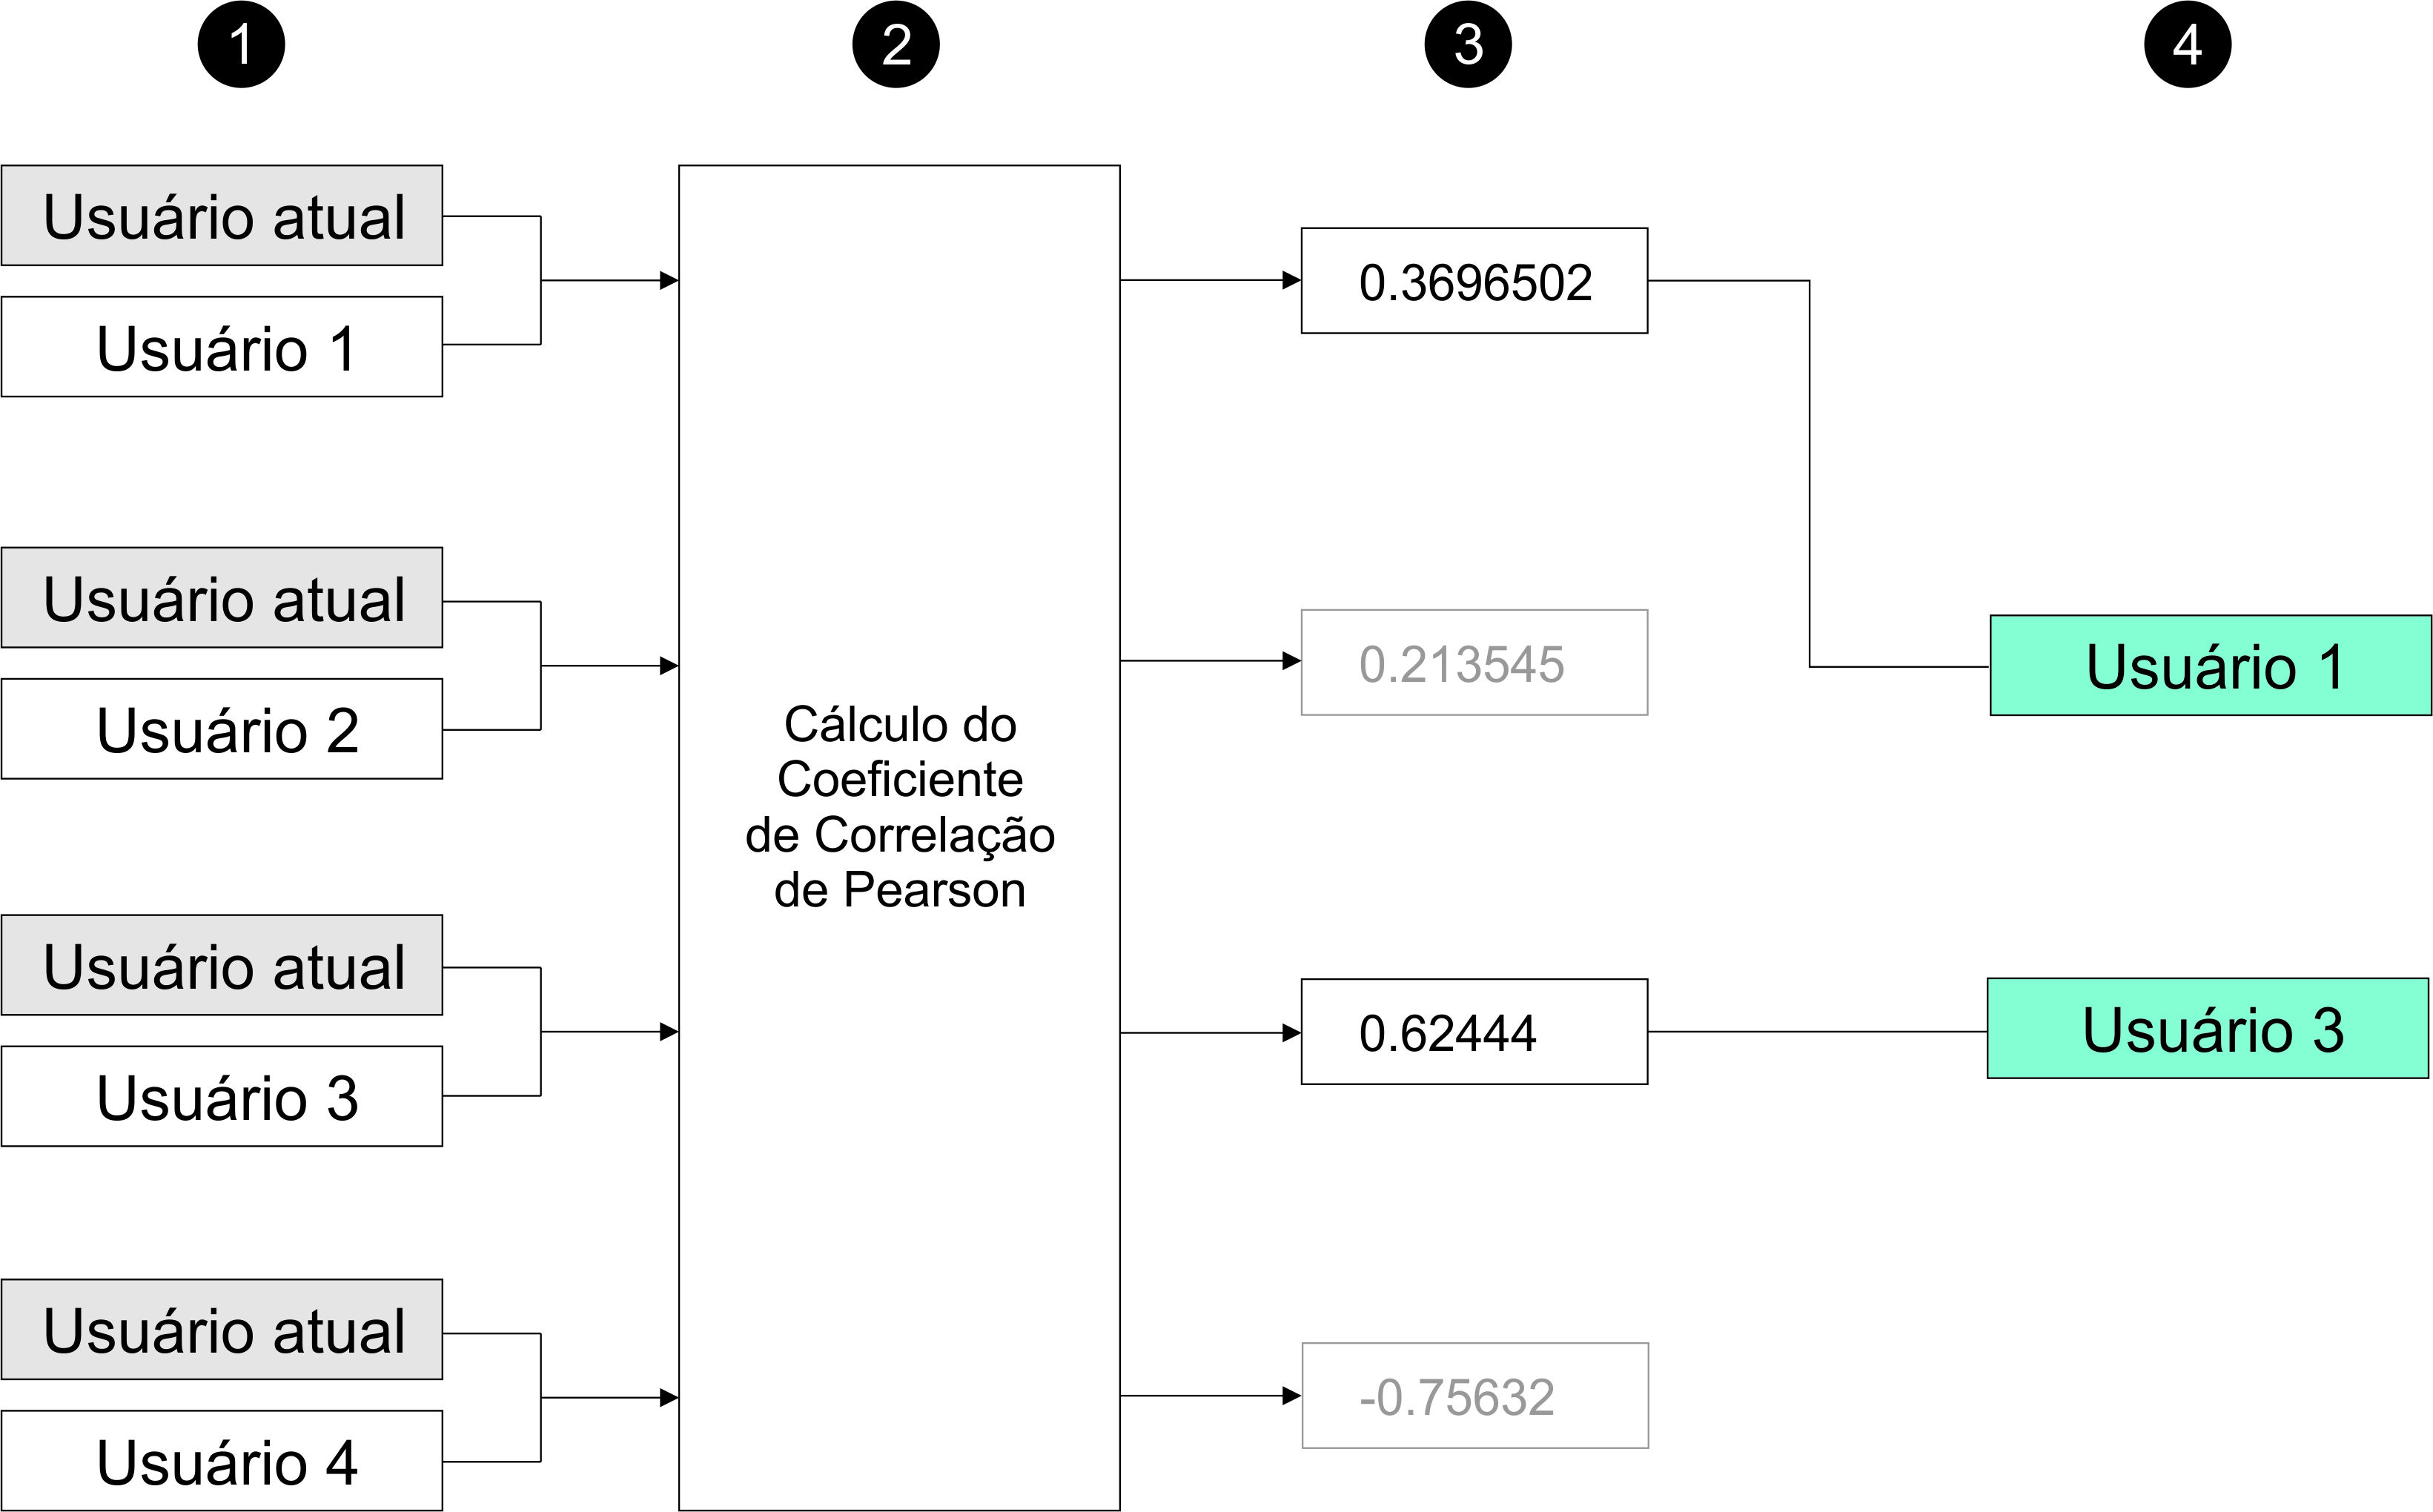 1
2
3
4
Usuário atual
Usuário 1
Usuário atual
Usuário 2
Usuário atual
Usuário 3
Usuário atual
Usuário 4
Cálculo do
Coeficiente
de Correlação
de Pearson
0.3696502
0.213545
0.62444
-0.75632
Usuário 1
Usuário 3